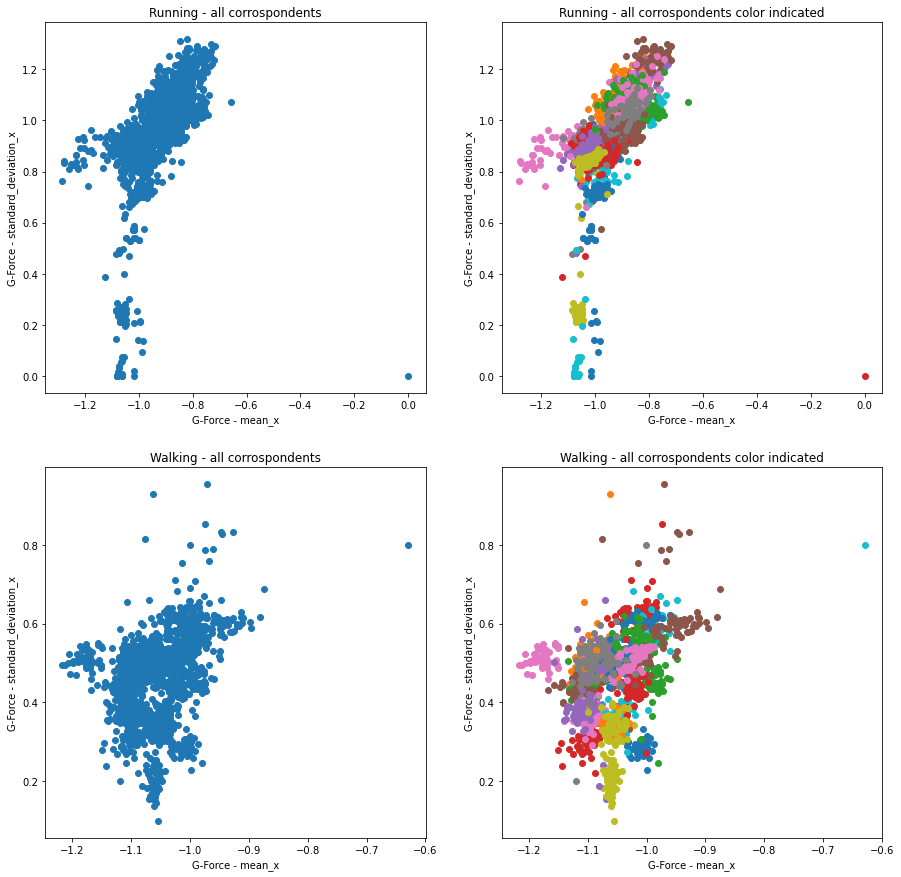 Running - all corrospondents
G-Force - standard_deviation_x
1.2
1.0
0.8
0.6
0.4
0.2
0.0
−1.2 −1.0 −0.8 −0.6 −0.4 −0.2 0.0
G-Force - mean_x
Running - all corrospondents color indicated
G-Force - standard_deviation_x
1.2
1.0
0.8
0.6
0.4
0.2
0.0
−1.2 −1.0 −0.8 −0.6 −0.4 −0.2 0.0
G-Force - mean_x
Walking - all corrospondents
G-Force - standard_deviation_x
0.8
0.6
0.4
0.2
−1.2 −1.1 −1.0 −0.9 −0.8 −0.7 −0.6
G-Force - mean_x
Walking - all corrospondents color indicated
G-Force - standard_deviation_x
0.8
0.6
0.4
0.2
−1.2 −1.1 −1.0 −0.9 −0.8 −0.7 −0.6
G-Force - mean_x